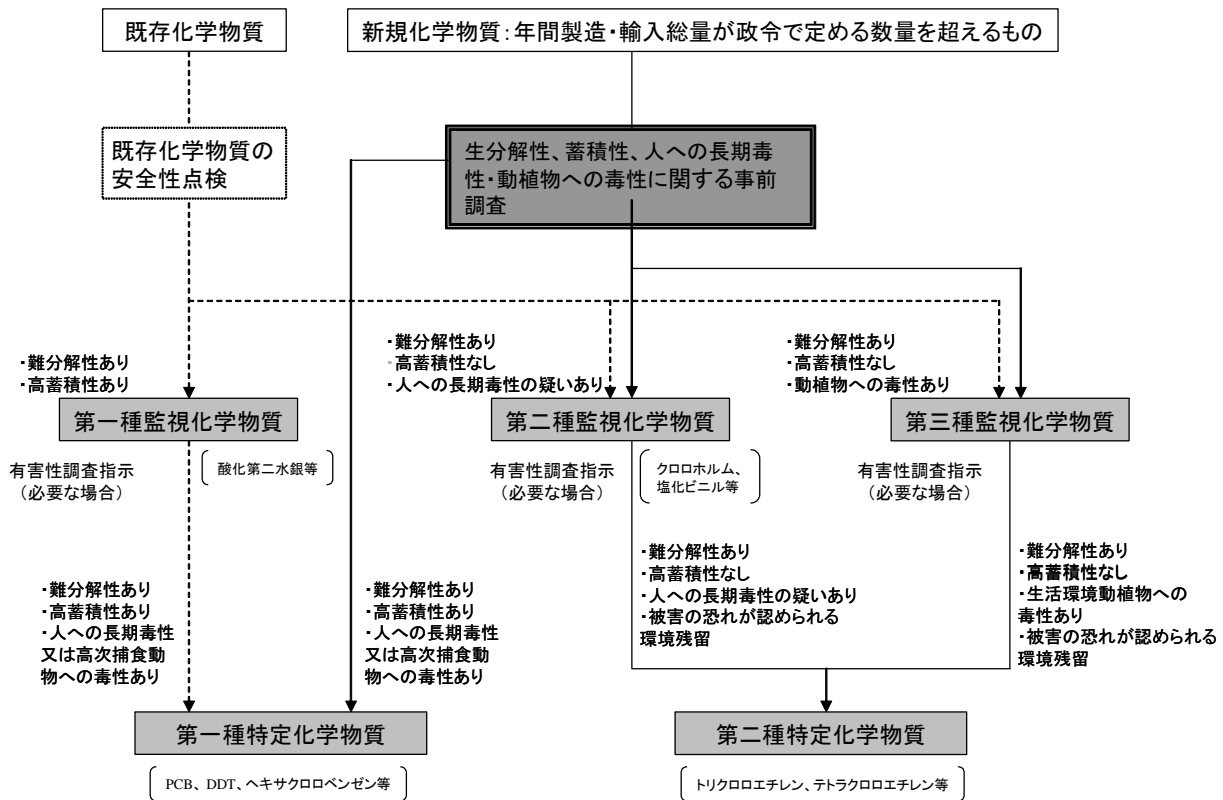 既存化学物質
新規化学物質：年間製造・輸入総量が政令で定める数量を超えるもの
既存化学物質の
安全性点検
生分解性、蓄積性、人への長期毒
性・動植物への毒性に関する事前
調査
・難分解性あり
・高蓄積性あり
・難分解性あり
・高蓄積性なし
・人への長期毒性の疑いあり
・難分解性あり
・高蓄積性なし
・動植物への毒性あり
第一種監視化学物質
第二種監視化学物質
第三種監視化学物質
有害性調査指示
（必要な場合）
酸化第二水銀等
有害性調査指示
（必要な場合）
クロロホルム、
塩化ビニル等
有害性調査指示
（必要な場合）
・難分解性あり
・高蓄積性あり
・人への長期毒性
又は高次捕食動
物への毒性あり
・難分解性あり
・高蓄積性あり
・人への長期毒性
又は高次捕食動
物への毒性あり
・難分解性あり
・高蓄積性なし
・人への長期毒性の疑いあり
・被害の恐れが認められる
環境残留
・難分解性あり
・高蓄積性なし
・生活環境動植物への
毒性あり
・被害の恐れが認められる
環境残留
第一種特定化学物質
第二種特定化学物質
PCB、DDT、ヘキサクロロベンゼン等
トリクロロエチレン、テトラクロロエチレン等